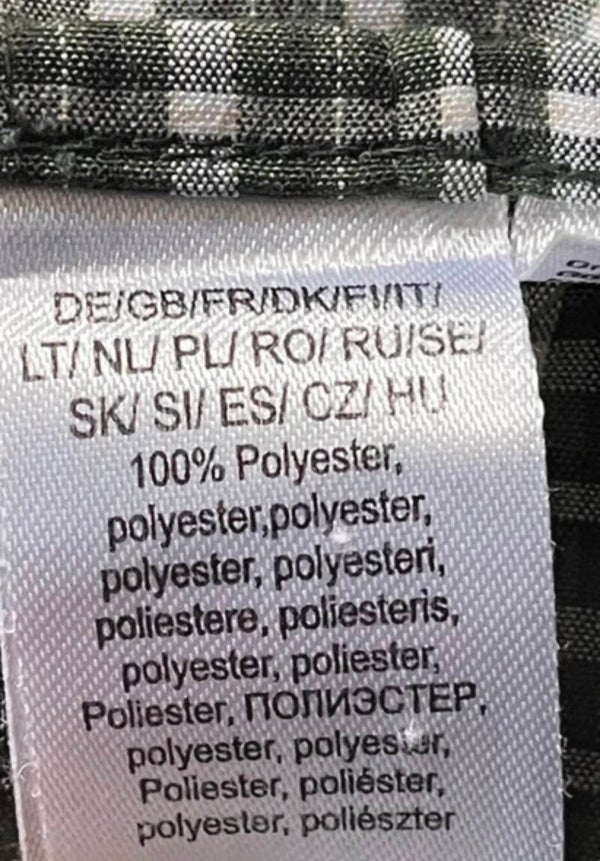 DE/GB/FR/DK/FI/IT/
LT/ NL/ PL/ RO/ RU/SE/
SK/ SI/ ES/ CZ/ HU
100% Polyester,
polyester,polyester,
polyester, polyesteri,
poliestere, poliesteris,
polyester, poliester,
Poliester, ПОЛИЭСТЕР,
polyester, polyester,
Poliester, poliéster,
polyester, poliészter